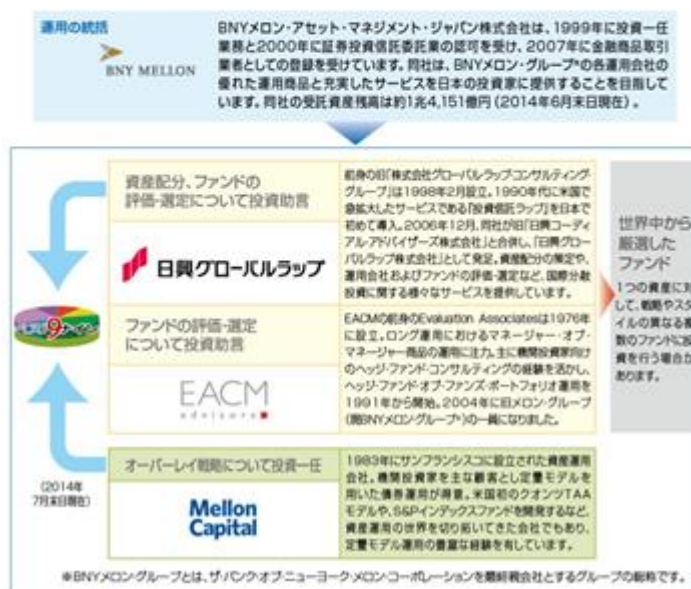 運用の統括
BNY MELLON
BNYメロン・アセット・マネジメント・ジャパン株式会社は、1999年に投資一任
業務と2000年に証券投資信託委託業の認可を受け、2007年に金融商品取引
業者としての登録を受けています。同社は、BNYメロン・グループ※の各運用会社の
優れた運用商品と充実したサービスを日本の投資家に提供することを目指して
います。同社の受託資産残高は約1兆4,151億円(2014年6月末日現在)。
資産配分、ファンドの
評価・選定について投資助言
日興グローバルラップ
前身の旧「株式会社グローバルラップ・コンサルティング・
グループ」は1998年2月設立。1990年代に米国で
急拡大したサービスである「投資信託ラップ」を日本で
初めて導入。2006年12月、同社が旧「日興コーディ
アル・アドバイザーズ株式会社」と合併し、「日興グロー
バルラップ株式会社」として発足。資産配分の策定や、
運用会社およびファンドの評価・選定など、国際分散
投資に関する様々なサービスを提供しています。
ファンドの評価・選定
について投資助言
EACM
advisors
EACMの前身のEvaluation Associatesは1976年
に設立。ロング運用におけるマネージャー・オブ・
マネージャー商品の運用に注力。主に機関投資家向け
のヘッジ・ファンド・コンサルティングの経験を活かし、
ヘッジ・ファンド・オブ・ファンズ・ポートフォリオ運用を
1991年から開始。2004年に旧メロン・グループ
(現BNYメロン・グループ※)の一員になりました。
オーバーレイ戦略について投資一任
Mellon
Capital
1983年にサンフランシスコに設立された資産運用
会社。機関投資家を主な顧客とし定量モデルを
用いた債券運用が得意。米国初のクオンツTAA
モデルや、S&Pインデックスファンドを開発するなど、
資産運用の世界を切り拓いてきた会社でもあり、
定量モデル運用の豊富な経験を有しています。
世界中から
厳選した
ファンド
1つの資産に対
して、戦略やスタ
イルの異なる複
数のファンドに投
資を行う場合が
あります。
9
(2014年
7月末日現在)
※BNYメロン・グループとは、ザ・バンク・オブ・ニューヨーク・メロン・コーポレーションを最終親会社とするグループの総称です。